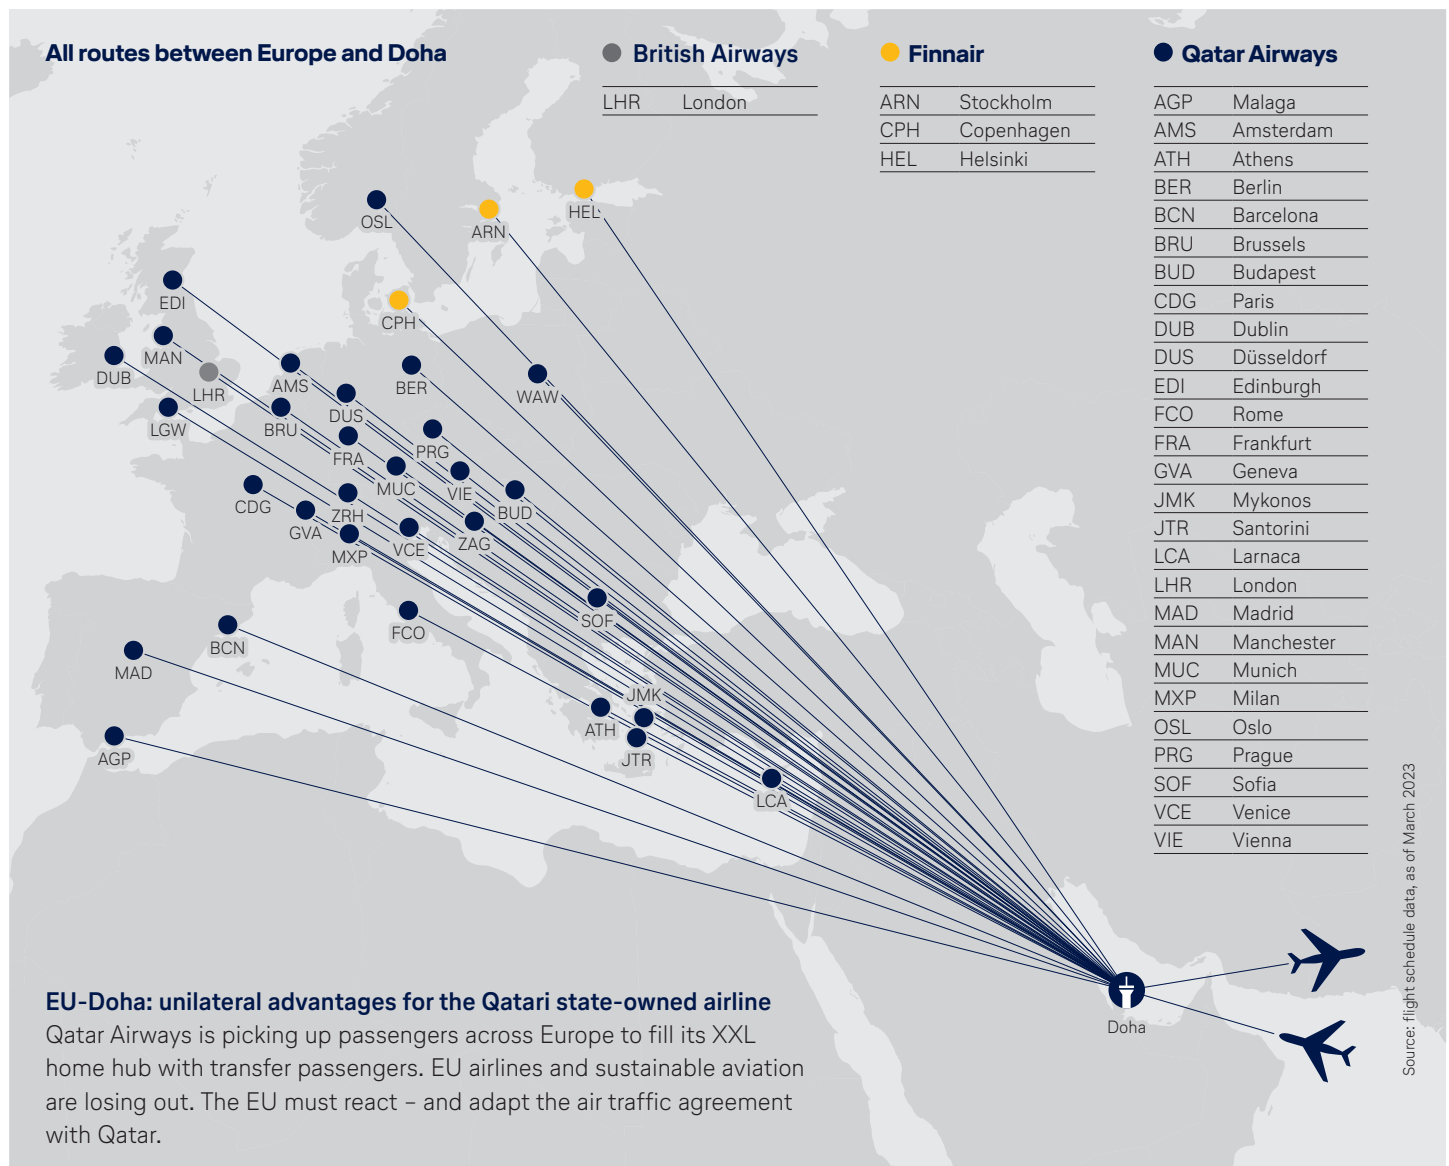 All routes between Europe and Doha
British Airways
LHR London
Finnair
ARN Stockholm
CPH Copenhagen
HEL Helsinki
Qatar Airways
AGP Malaga
AMS Amsterdam
ATH Athens
BER Berlin
BCN Barcelona
BRU Brussels
BUD Budapest
CDG Paris
DUB Dublin
DUS Düsseldorf
EDI Edinburgh
FCO Rome
FRA Frankfurt
GVA Geneva
JMK Mykonos
JTR Santorini
LCA Larnaca
LHR London
MAD Madrid
MAN Manchester
MUC Munich
MXP Milan
OSL Oslo
PRG Prague
SOF Sofia
VCE Venice
VIE Vienna
OSL
ARN
HEL
EDI
CPH
MAN
DUB
LHR
AMS
BER
WAW
LGW
BRU
DUS
FRA
PRG
MUC
VIE
CDG
ZRH
BUD
GVA
MXP
VCE
ZAG
FCO
SOF
BCN
MAD
JMK
ATH
JTR
AGP
LCA
Doha
EU-Doha: unilateral advantages for the Qatari state-owned airline
Qatar Airways is picking up passengers across Europe to fill its XXL
home hub with transfer passengers. EU airlines and sustainable aviation
are losing out. The EU must react – and adapt the air traffic agreement
with Qatar.
Source: flight schedule data, as of March 2023